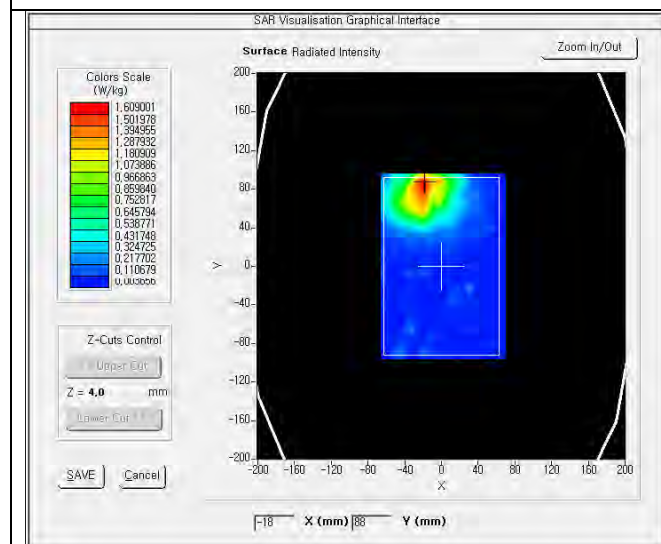 SAR Visualisation Graphical Interface
Surface Radiated Intensity
Zoom In/Out
Colors Scale
(W/kg)
1,609001
1,501978
1,394955
1,287932
1,180909
1,073886
0,966863
0,859840
0,752817
0,645794
0,538771
0,431748
0,324725
0,217702
0,110679
0,003656
Z-Cuts Control
Upper Cut
Z = 4,0 mm
Lower Cut
SAVE
Cancel
200-
160-
120-
80-
40-
0-
-40-
-80-
-120-
-160-
-200-
Y
-200 -160 -120 -80 -40 0 40 80 120 160 200
X
-18 X (mm) 88 Y (mm)